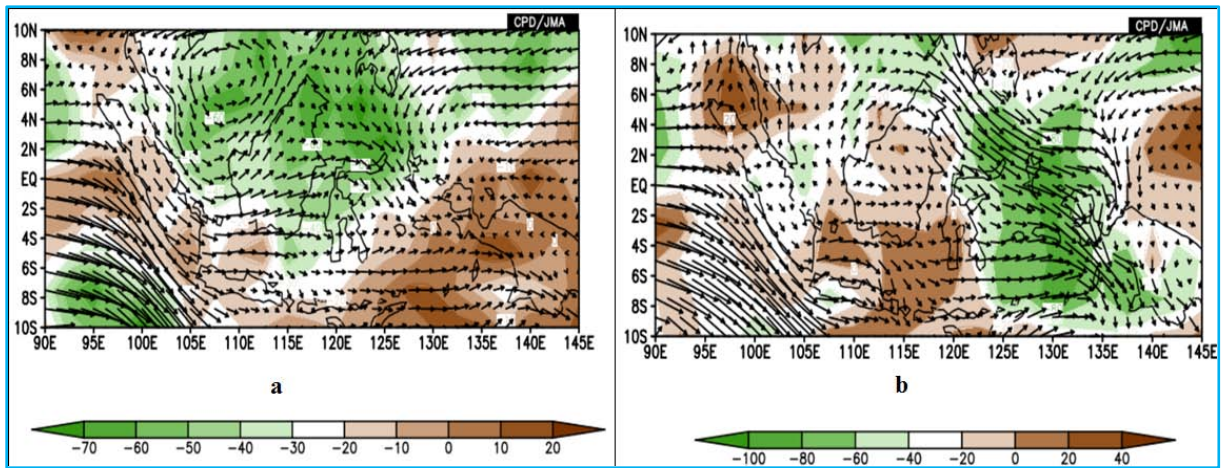 CPD/JMA
10N
8N
6N
4N
2N
EQ
2S
4S
6S
8S
10S
90E 95E 100E 105E 110E 115E 120E 125E 130E 135E 140E 145E
a
−70 −60 −50 −40 −30 −20 −10 0 10 20
CPD/JMA
10N
8N
6N
4N
2N
EQ
2S
4S
6S
8S
10S
90E 95E 100E 105E 110E 115E 120E 125E 130E 135E 140E 145E
b
−100 −80 −60 −40 −20 0 20 40